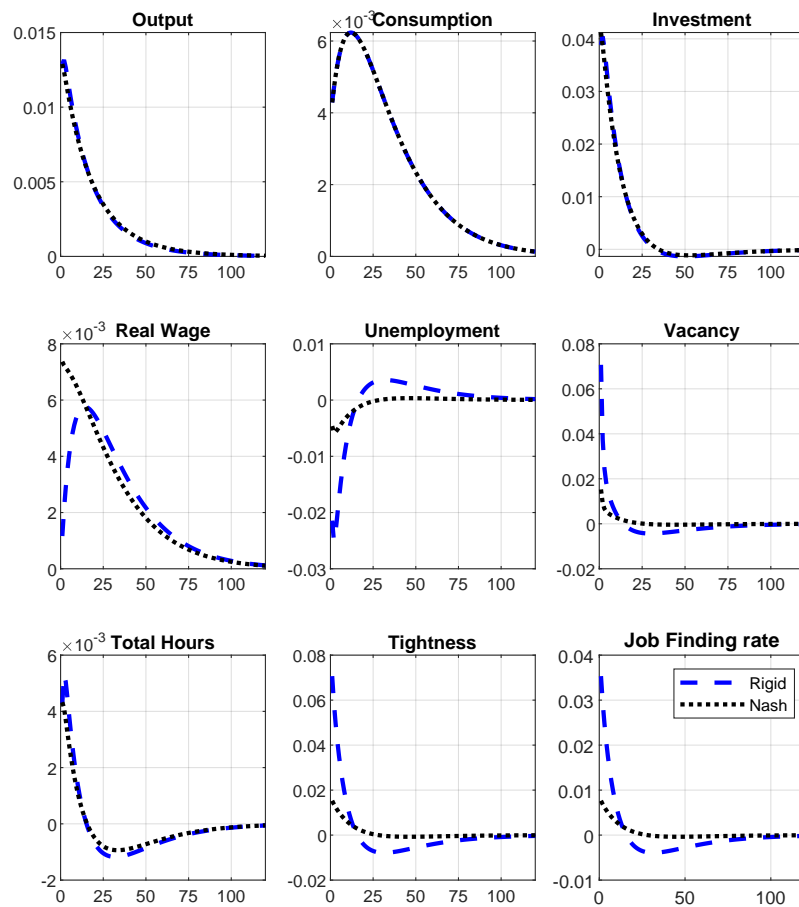 Output
Consumption
Investment
0.015
0.01
0.005
0
0 25 50 75 100
×10⁻³
6
4
2
0
0 25 50 75 100
0.04
0.03
0.02
0.01
0
0 25 50 75 100
Real Wage
Unemployment
Vacancy
×10⁻³
8
6
4
2
0
0 25 50 75 100
0.01
0
-0.01
-0.02
-0.03
0 25 50 75 100
0.08
0.06
0.04
0.02
0
-0.02
0 25 50 75 100
Total Hours
Tightness
Job Finding rate
×10⁻³
6
4
2
0
-2
0 25 50 75 100
0.08
0.06
0.04
0.02
0
-0.02
0 25 50 75 100
0.04
0.03
0.02
0.01
0
-0.01
0 25 50 75 100
Rigid
Nash